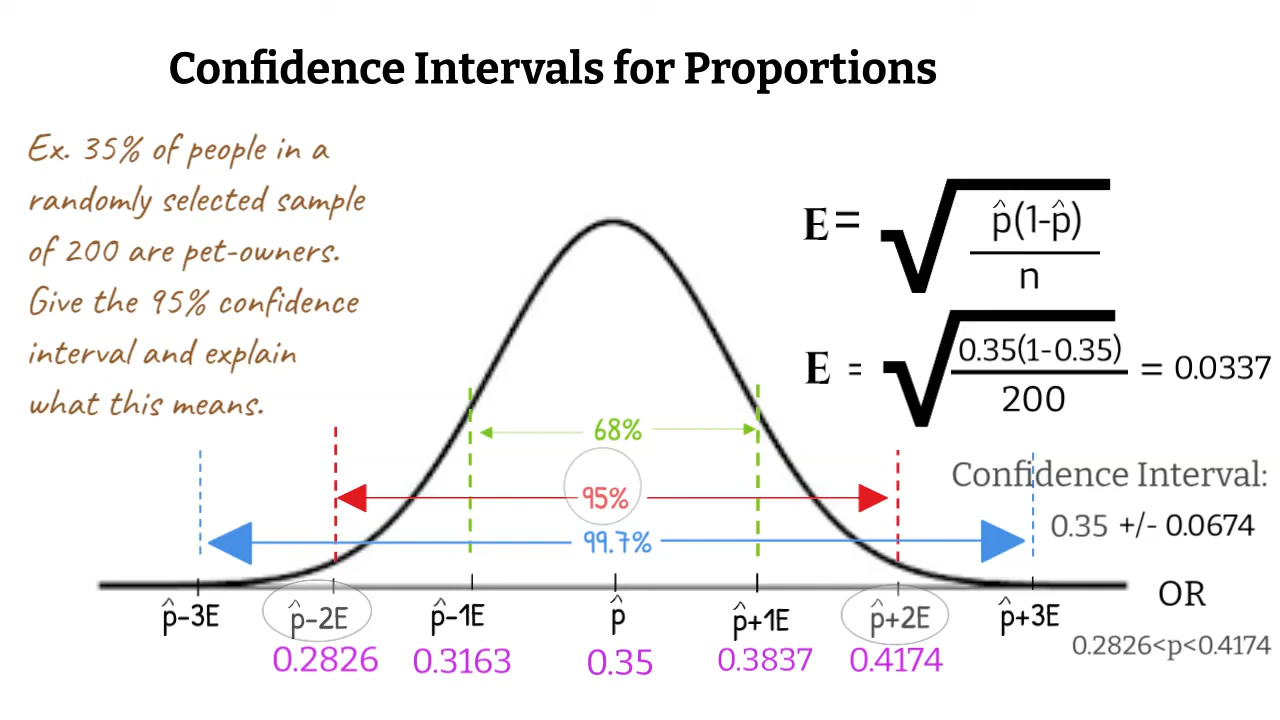 Confidence Intervals for Proportions
Ex. 35% of people in a
randomly selected sample
of 200 are pet-owners.
Give the 95% confidence
interval and explain
what this means.
E = √ p̂(1-p̂)
n
E = √ 0.35(1-0.35) = 0.0337
200
68%
95%
99.7%
Confidence Interval:
0.35 +/- 0.0674
OR
0.2826<p<0.4174
p̂-3E p̂-2E p̂-1E p̂ p̂+1E p̂+2E p̂+3E
0.2826 0.3163 0.35 0.3837 0.4174